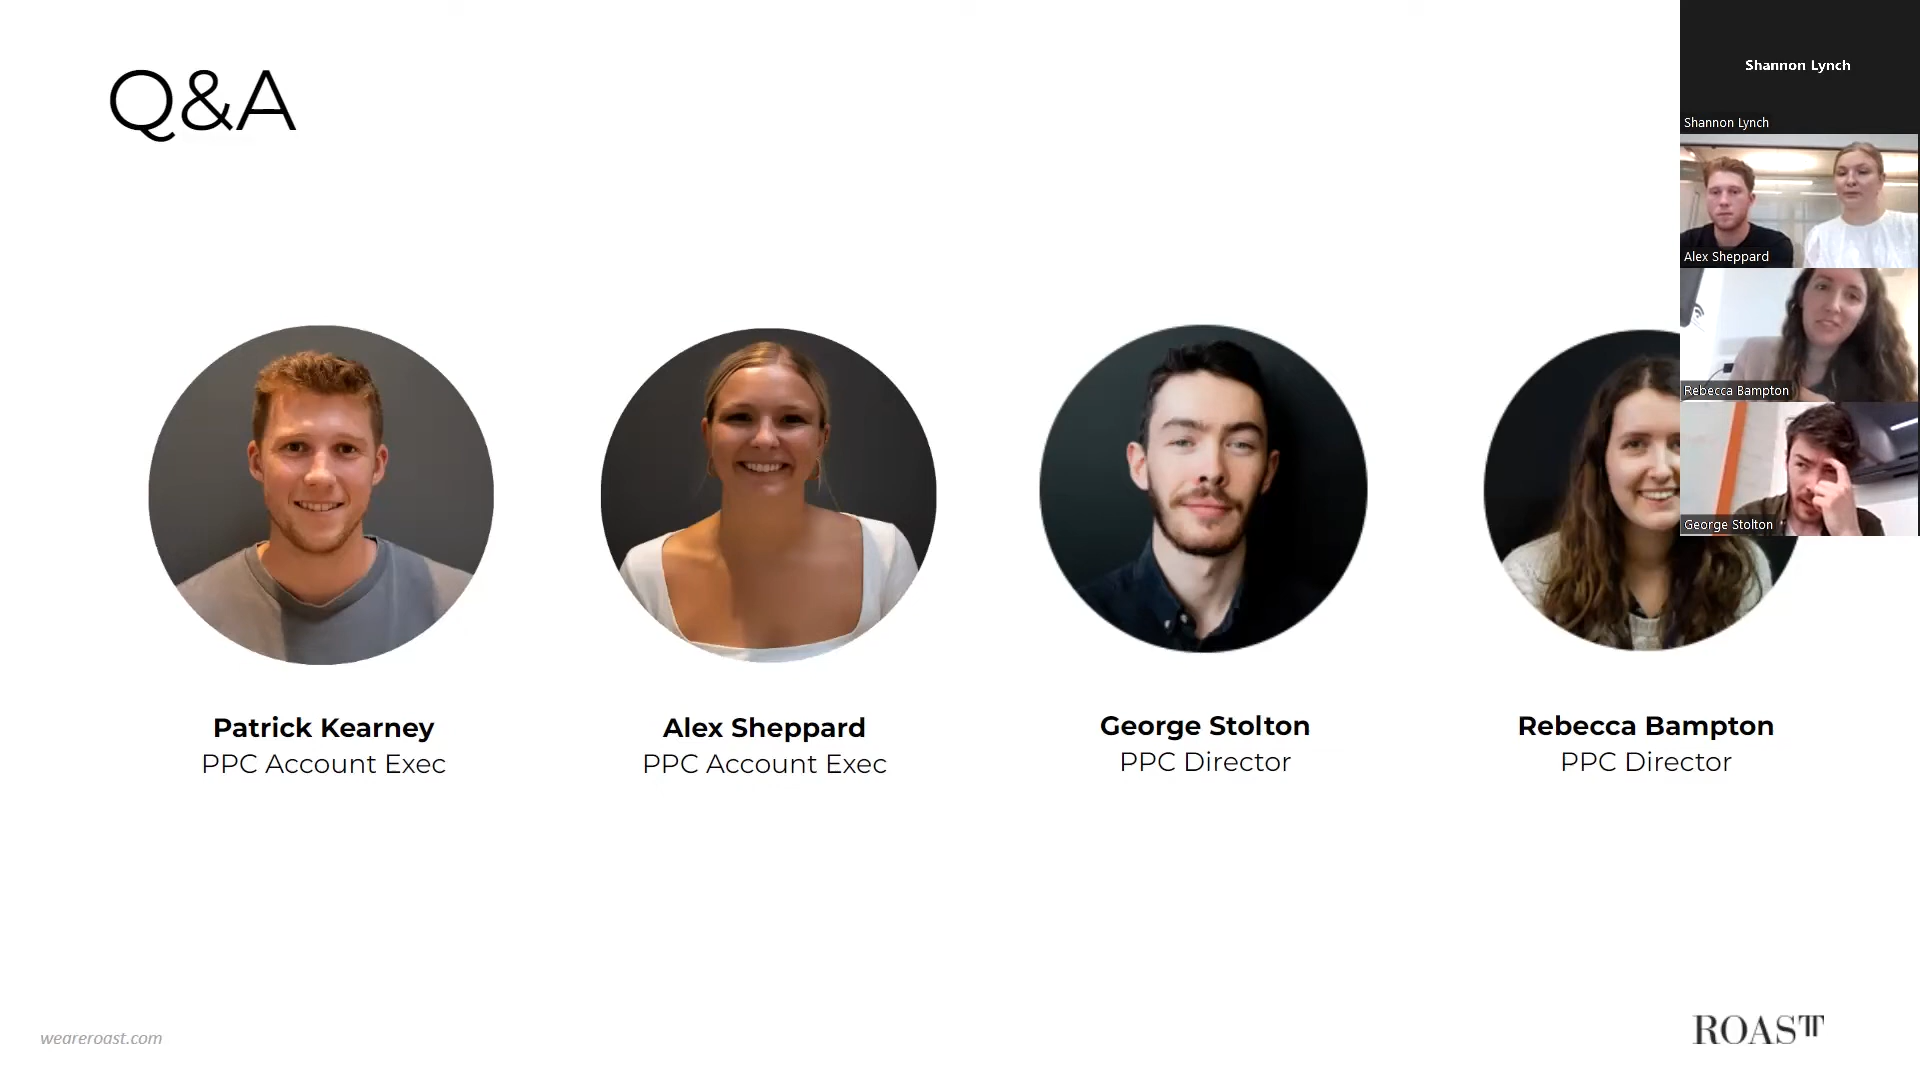 Q&A
Shannon Lynch
Shannon Lynch
Alex Sheppard
Rebecca Bampton
George Stolton
Patrick Kearney
PPC Account Exec
Alex Sheppard
PPC Account Exec
George Stolton
PPC Director
Rebecca Bampton
PPC Director
weareroast.com
ROAST